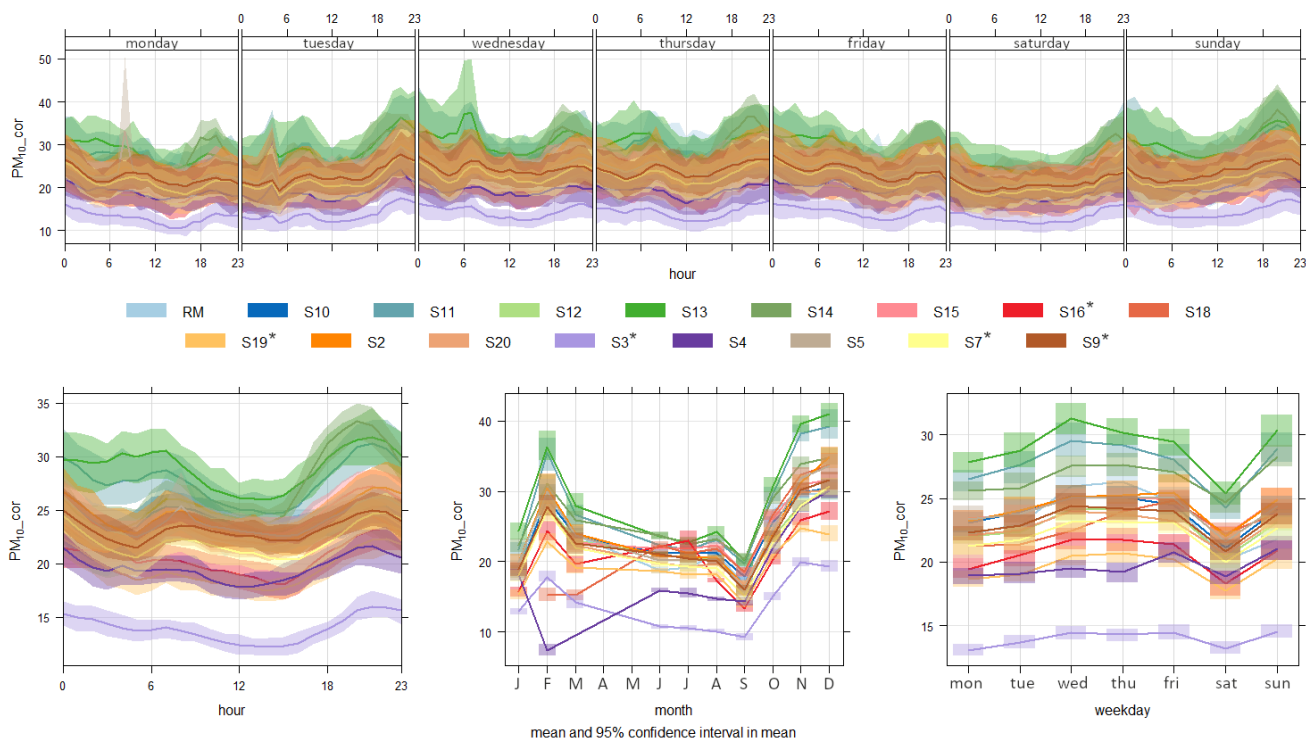 0 6 12 18 23 0 6 12 18 23 0 6 12 18 23
monday tuesday wednesday thursday friday saturday sunday
50
40
30
20
10
PM10_cor
0 6 12 18 23 0 6 12 18 23 0 6 12 18 23 0 6 12 18 23
hour
RM S10 S11 S12 S13 S14 S15 S16* S18
S19* S2 S20 S3* S4 S5 S7* S9*
35
30
25
20
15
PM10_cor
0 6 12 18 23
hour
40
30
20
10
PM10_cor
J F M A M J J A S O N D
month
30
25
20
15
PM10_cor
mon tue wed thu fri sat sun
weekday
mean and 95% confidence interval in mean